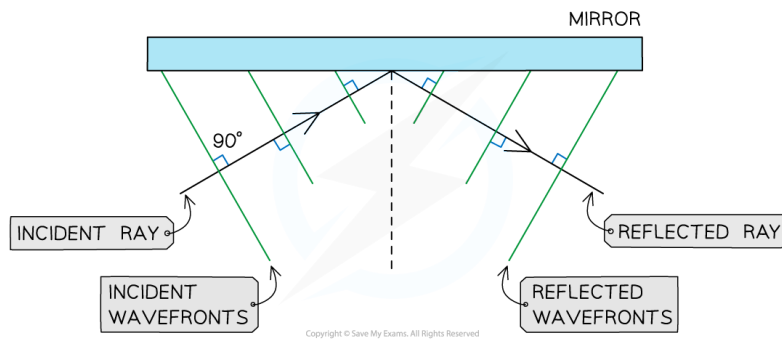 MIRROR
90°
INCIDENT RAY
REFLECTED RAY
INCIDENT
WAVEFRONTS
REFLECTED
WAVEFRONTS
Copyright © Save My Exams. All Rights Reserved